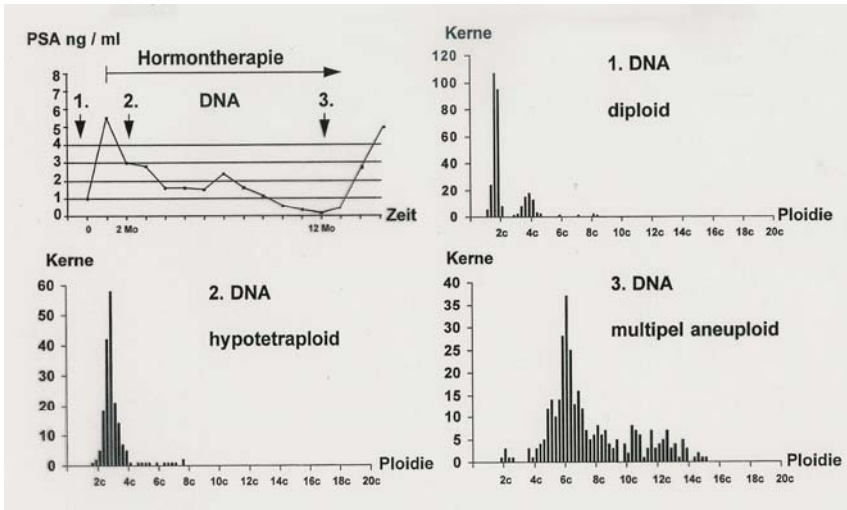 PSA ng / ml
Hormontherapie
8
7
6
5
4
3
2
1
0
1.
2.
DNA
3.
0
2 Mo
12 Mo
Zeit
Kerne
1. DNA
diploid
120
100
80
60
40
20
0
2c 4c 6c 8c 10c 12c 14c 16c 18c 20c
Ploidie
Kerne
2. DNA
hypotetraploid
60
50
40
30
20
10
0
2c 4c 6c 8c 10c 12c 14c 16c 18c 20c
Ploidie
Kerne
3. DNA
multipel aneuploid
40
35
30
25
20
15
10
5
0
2c 4c 6c 8c 10c 12c 14c 16c 18c 20c
Ploidie